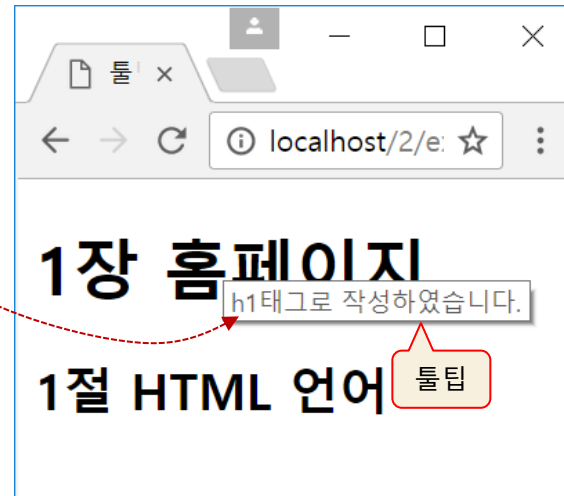 툴
localhost/2/e
1장 홈페이지
h1태그로 작성하였습니다.
1절 HTML 언어
툴팁